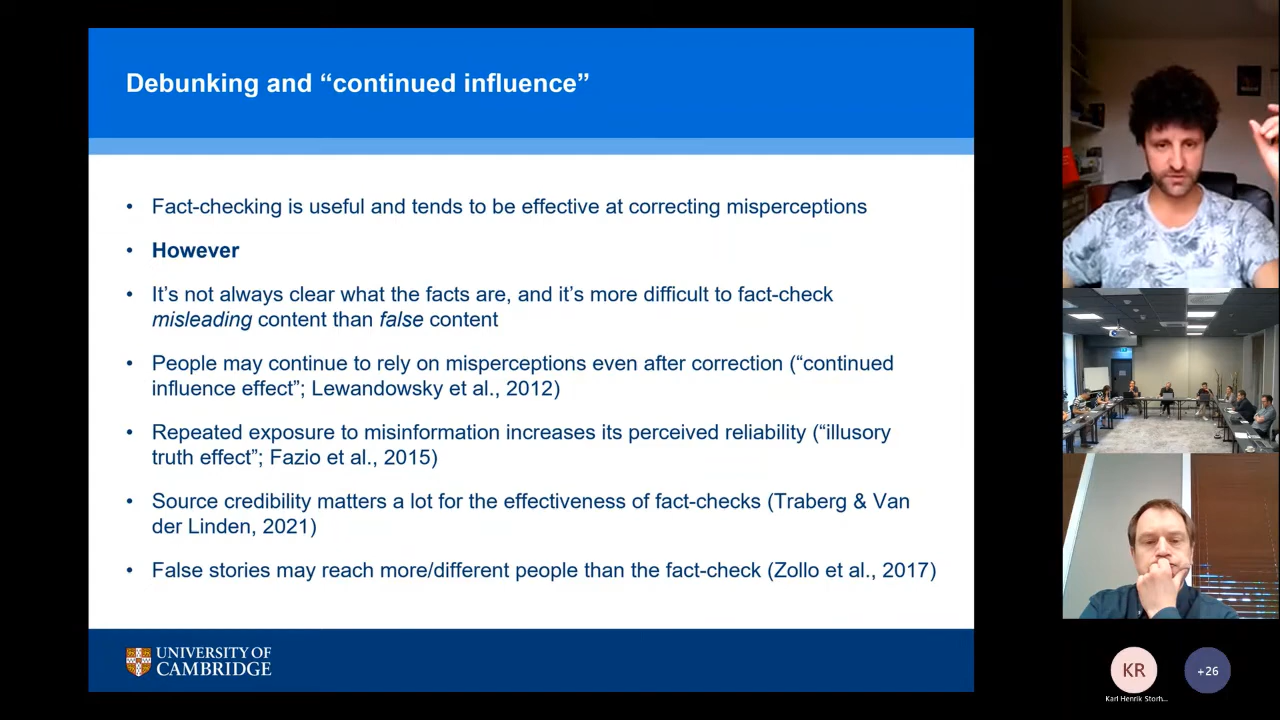 Debunking and “continued influence”
• Fact-checking is useful and tends to be effective at correcting misperceptions
• However
• It’s not always clear what the facts are, and it’s more difficult to fact-check
misleading content than false content
• People may continue to rely on misperceptions even after correction (“continued
influence effect”; Lewandowsky et al., 2012)
• Repeated exposure to misinformation increases its perceived reliability (“illusory
truth effect”; Fazio et al., 2015)
• Source credibility matters a lot for the effectiveness of fact-checks (Traberg & Van
der Linden, 2021)
• False stories may reach more/different people than the fact-check (Zollo et al., 2017)
UNIVERSITY OF
CAMBRIDGE
KR
+26
Karl Henrik Storh...